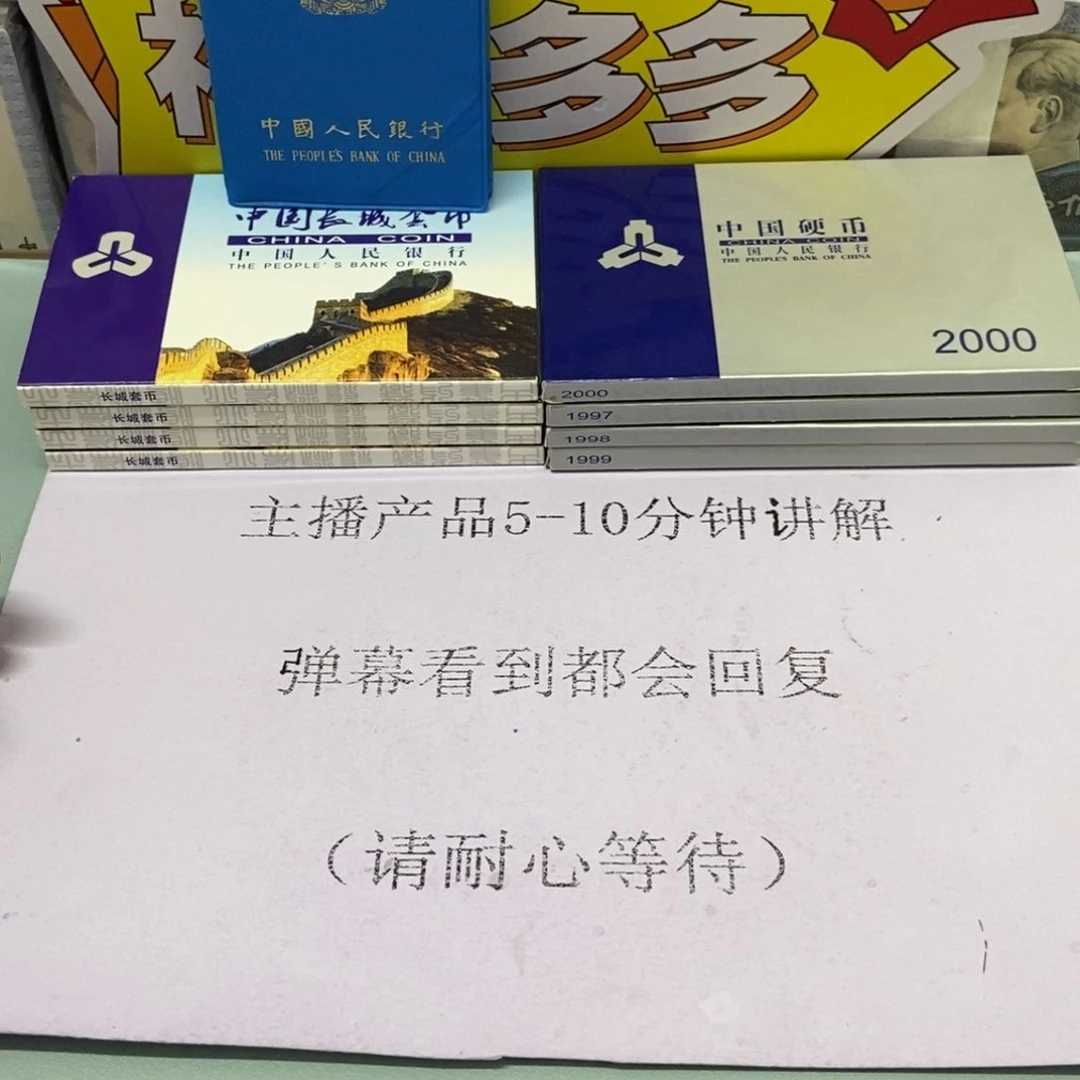 多多
中國人民銀行
THE PEOPLE'S BANK OF CHINA
中国长城套币
CHINA COIN
中国人民银行
THE PEOPLE'S BANK OF CHINA
长城套币
长城套币
长城套币
长城套币
中国硬币
CHINA COIN
中国人民银行
THE PEOPLE'S BANK OF CHINA
2000
2000
1997
1998
1999
主播产品5-10分钟讲解
弹幕看到都会回复
（请耐心等待）